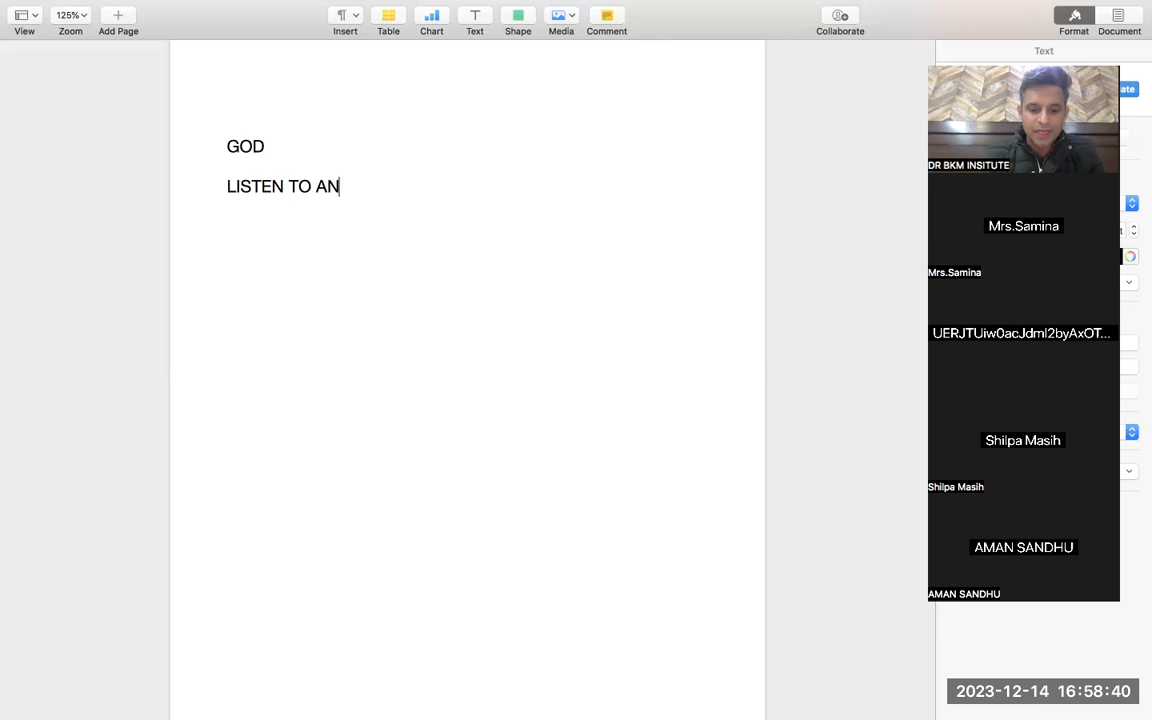 125%
View
Zoom
Add Page
Insert
Table
Chart
Text
Shape
Media
Comment
Collaborate
Format
Document
Text
ate
DR BKM INSITUTE
GOD
LISTEN TO AN
Mrs.Samina
Mrs.Samina
UERJTUiw0acJdmI2byAxOT...
Shilpa Masih
Shilpa Masih
AMAN SANDHU
AMAN SANDHU
2023-12-14 16:58:40